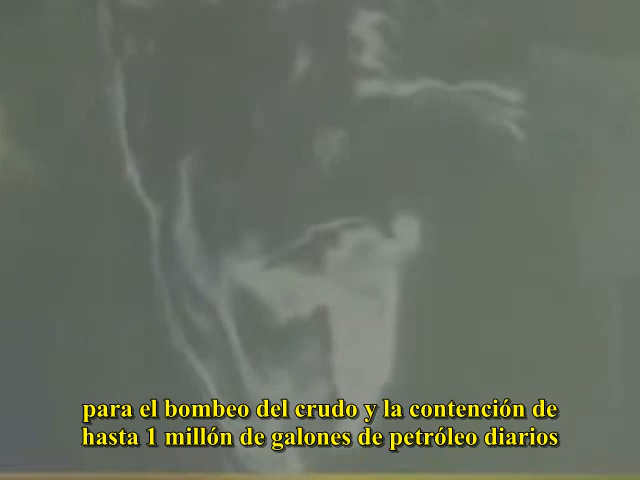 para el bombeo del crudo y la contención de
hasta 1 millón de galones de petróleo diarios